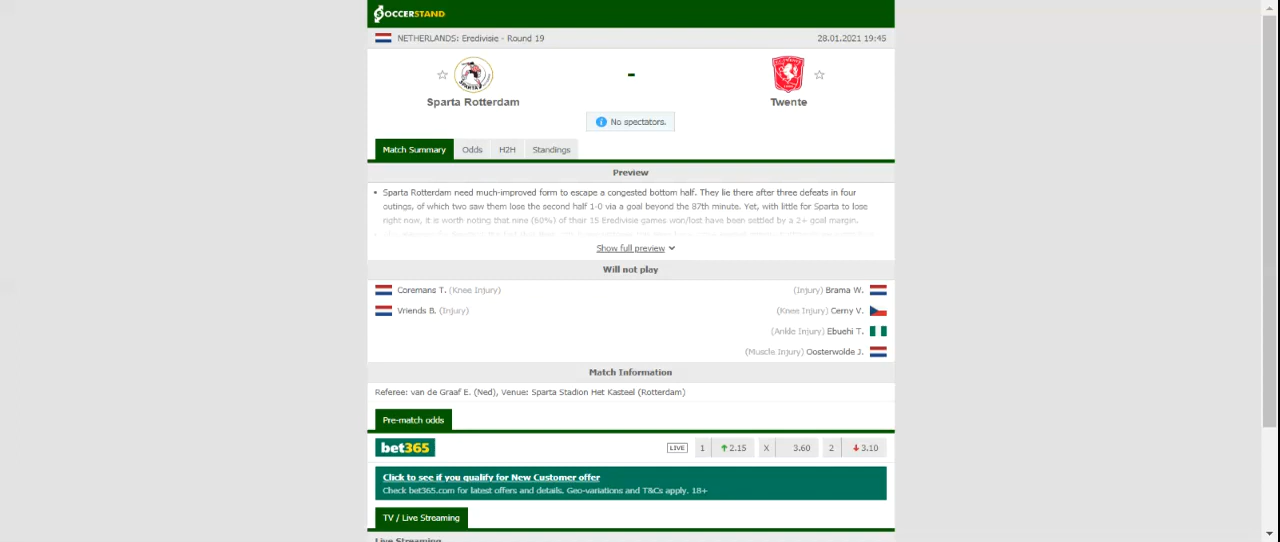 SOCCERSTAND
NETHERLANDS: Eredivisie - Round 19 28.01.2021 19:45
-
Sparta Rotterdam Twente
No spectators.
Match Summary Odds H2H Standings
Preview
Sparta Rotterdam need much-improved form to escape a congested bottom half. They lie there after three defeats in four
outings, of which two saw them lose the second half 1-0 via a goal beyond the 87th minute. Yet, with little for Sparta to lose
right now, it is worth noting that nine (60%) of their 15 Eredivisie games won/lost have been settled by a 2+ goal margin.
Show full preview
Will not play
Coremans T. (Knee Injury) (Injury) Brama W.
Vriends B. (Injury) (Knee Injury) Cerny V.
(Ankle Injury) Ebuehi T.
(Muscle Injury) Oosterwolde J.
Match Information
Referee: van de Graaf E. (Ned), Venue: Sparta Stadion Het Kasteel (Rotterdam)
Pre-match odds
bet365 LIVE 1 2.15 X 3.60 2 3.10
Click to see if you qualify for New Customer offer
Check bet365.com for latest offers and details. Geo-variations and T&Cs apply. 18+
TV / Live Streaming
Live Streaming